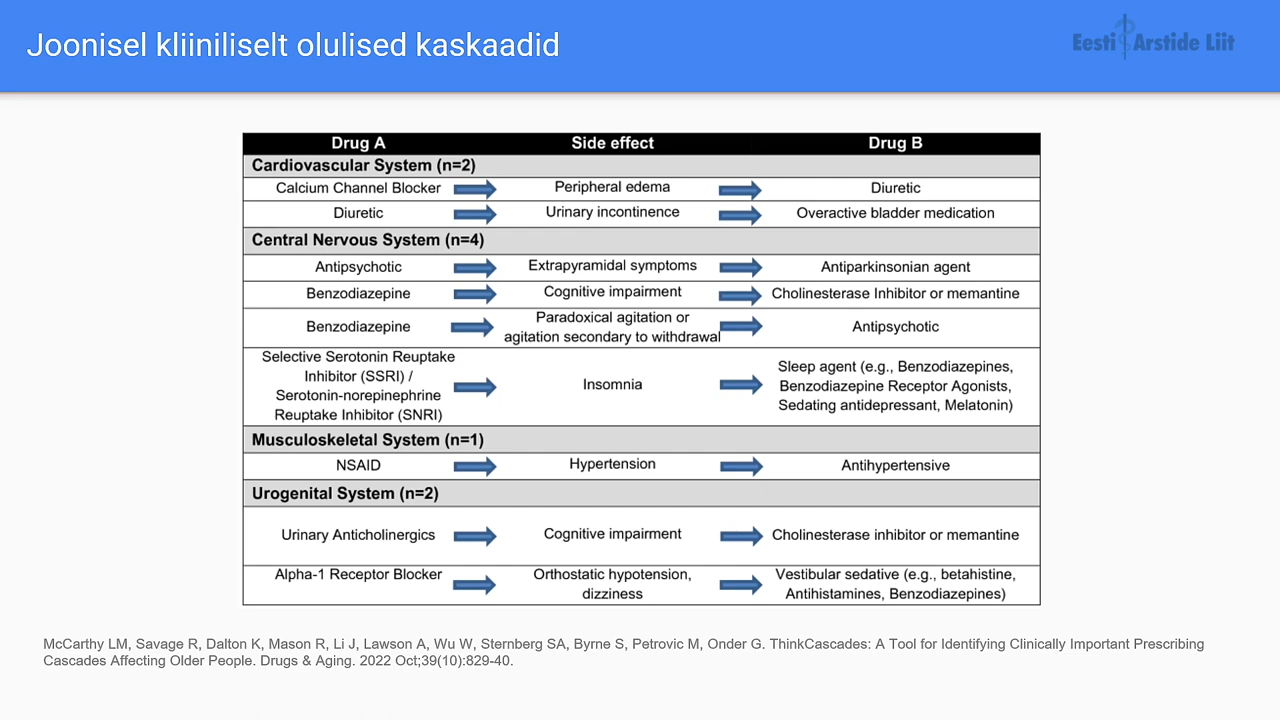 Joonisel kliiniliselt olulised kaskaadid
Eesti Arstide Liit
Drug A Side effect Drug B
Cardiovascular System (n=2)
Calcium Channel Blocker Peripheral edema Diuretic
Diuretic Urinary incontinence Overactive bladder medication
Central Nervous System (n=4)
Antipsychotic Extrapyramidal symptoms Antiparkinsonian agent
Benzodiazepine Cognitive impairment Cholinesterase Inhibitor or memantine
Benzodiazepine
Paradoxical agitation or
agitation secondary to withdrawal
Antipsychotic
Selective Serotonin Reuptake
Inhibitor (SSRI) /
Serotonin-norepinephrine
Reuptake Inhibitor (SNRI)
Insomnia
Sleep agent (e.g., Benzodiazepines,
Benzodiazepine Receptor Agonists,
Sedating antidepressant, Melatonin)
Musculoskeletal System (n=1)
NSAID Hypertension Antihypertensive
Urogenital System (n=2)
Urinary Anticholinergics Cognitive impairment Cholinesterase inhibitor or memantine
Alpha-1 Receptor Blocker
Orthostatic hypotension,
dizziness
Vestibular sedative (e.g., betahistine,
Antihistamines, Benzodiazepines)
McCarthy LM, Savage R, Dalton K, Mason R, Li J, Lawson A, Wu W, Sternberg SA, Byrne S, Petrovic M, Onder G. ThinkCascades: A Tool for Identifying Clinically Important Prescribing
Cascades Affecting Older People. Drugs & Aging. 2022 Oct;39(10):829-40.